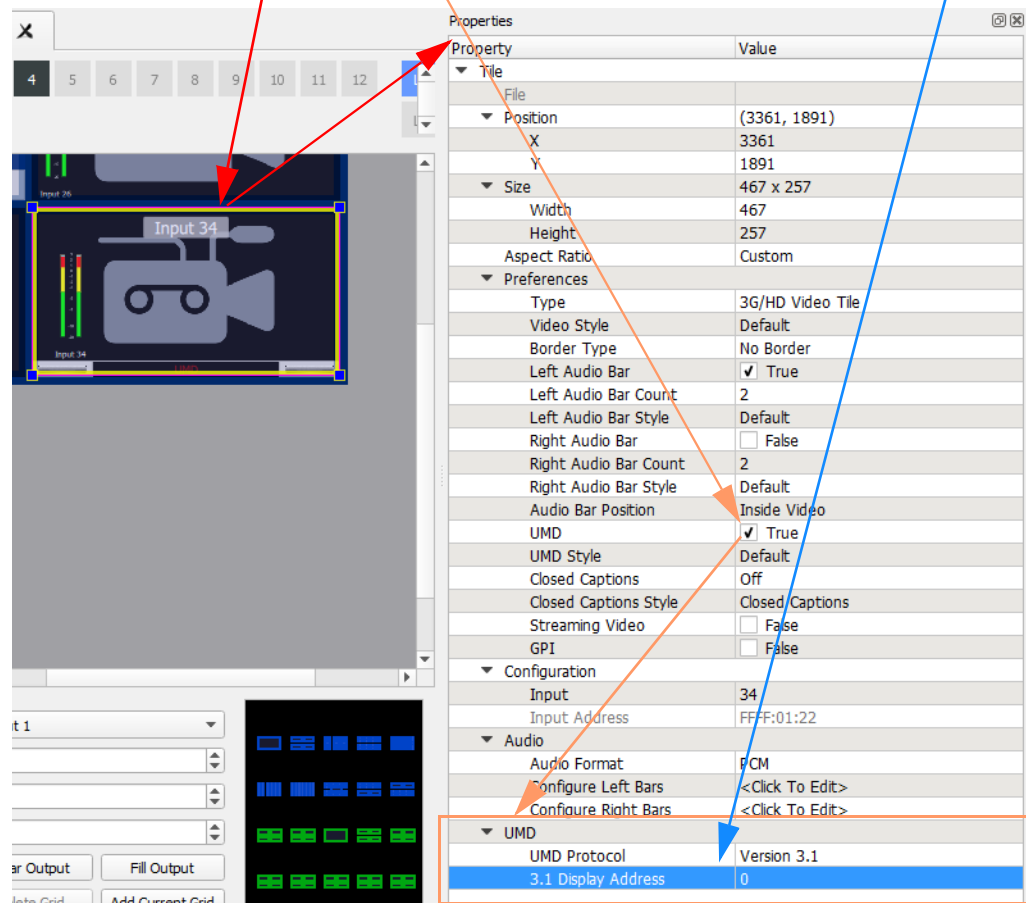 X
4 5 6 7 8 9 10 11 12
Input 26
Input 34
Input 34
UMD
Fill Output
Properties
Property Value
Tile
File
Position (3361, 1891)
X 3361
Y 1891
Size 467 x 257
Width 467
Height 257
Aspect Ratio Custom
Preferences
Type 3G/HD Video Tile
Video Style Default
Border Type No Border
Left Audio Bar True
Left Audio Bar Count 2
Left Audio Bar Style Default
Right Audio Bar False
Right Audio Bar Count 2
Right Audio Bar Style Default
Audio Bar Position Inside Video
UMD True
UMD Style Default
Closed Captions Off
Closed Captions Style Closed Captions
Streaming Video False
GPI False
Configuration
Input 34
Input Address FFFF:01:22
Audio
Audio Format PCM
Configure Left Bars <Click To Edit>
Configure Right Bars <Click To Edit>
UMD
UMD Protocol Version 3.1
3.1 Display Address 0
t 1
ar Output
lete Grid Add Current Grid